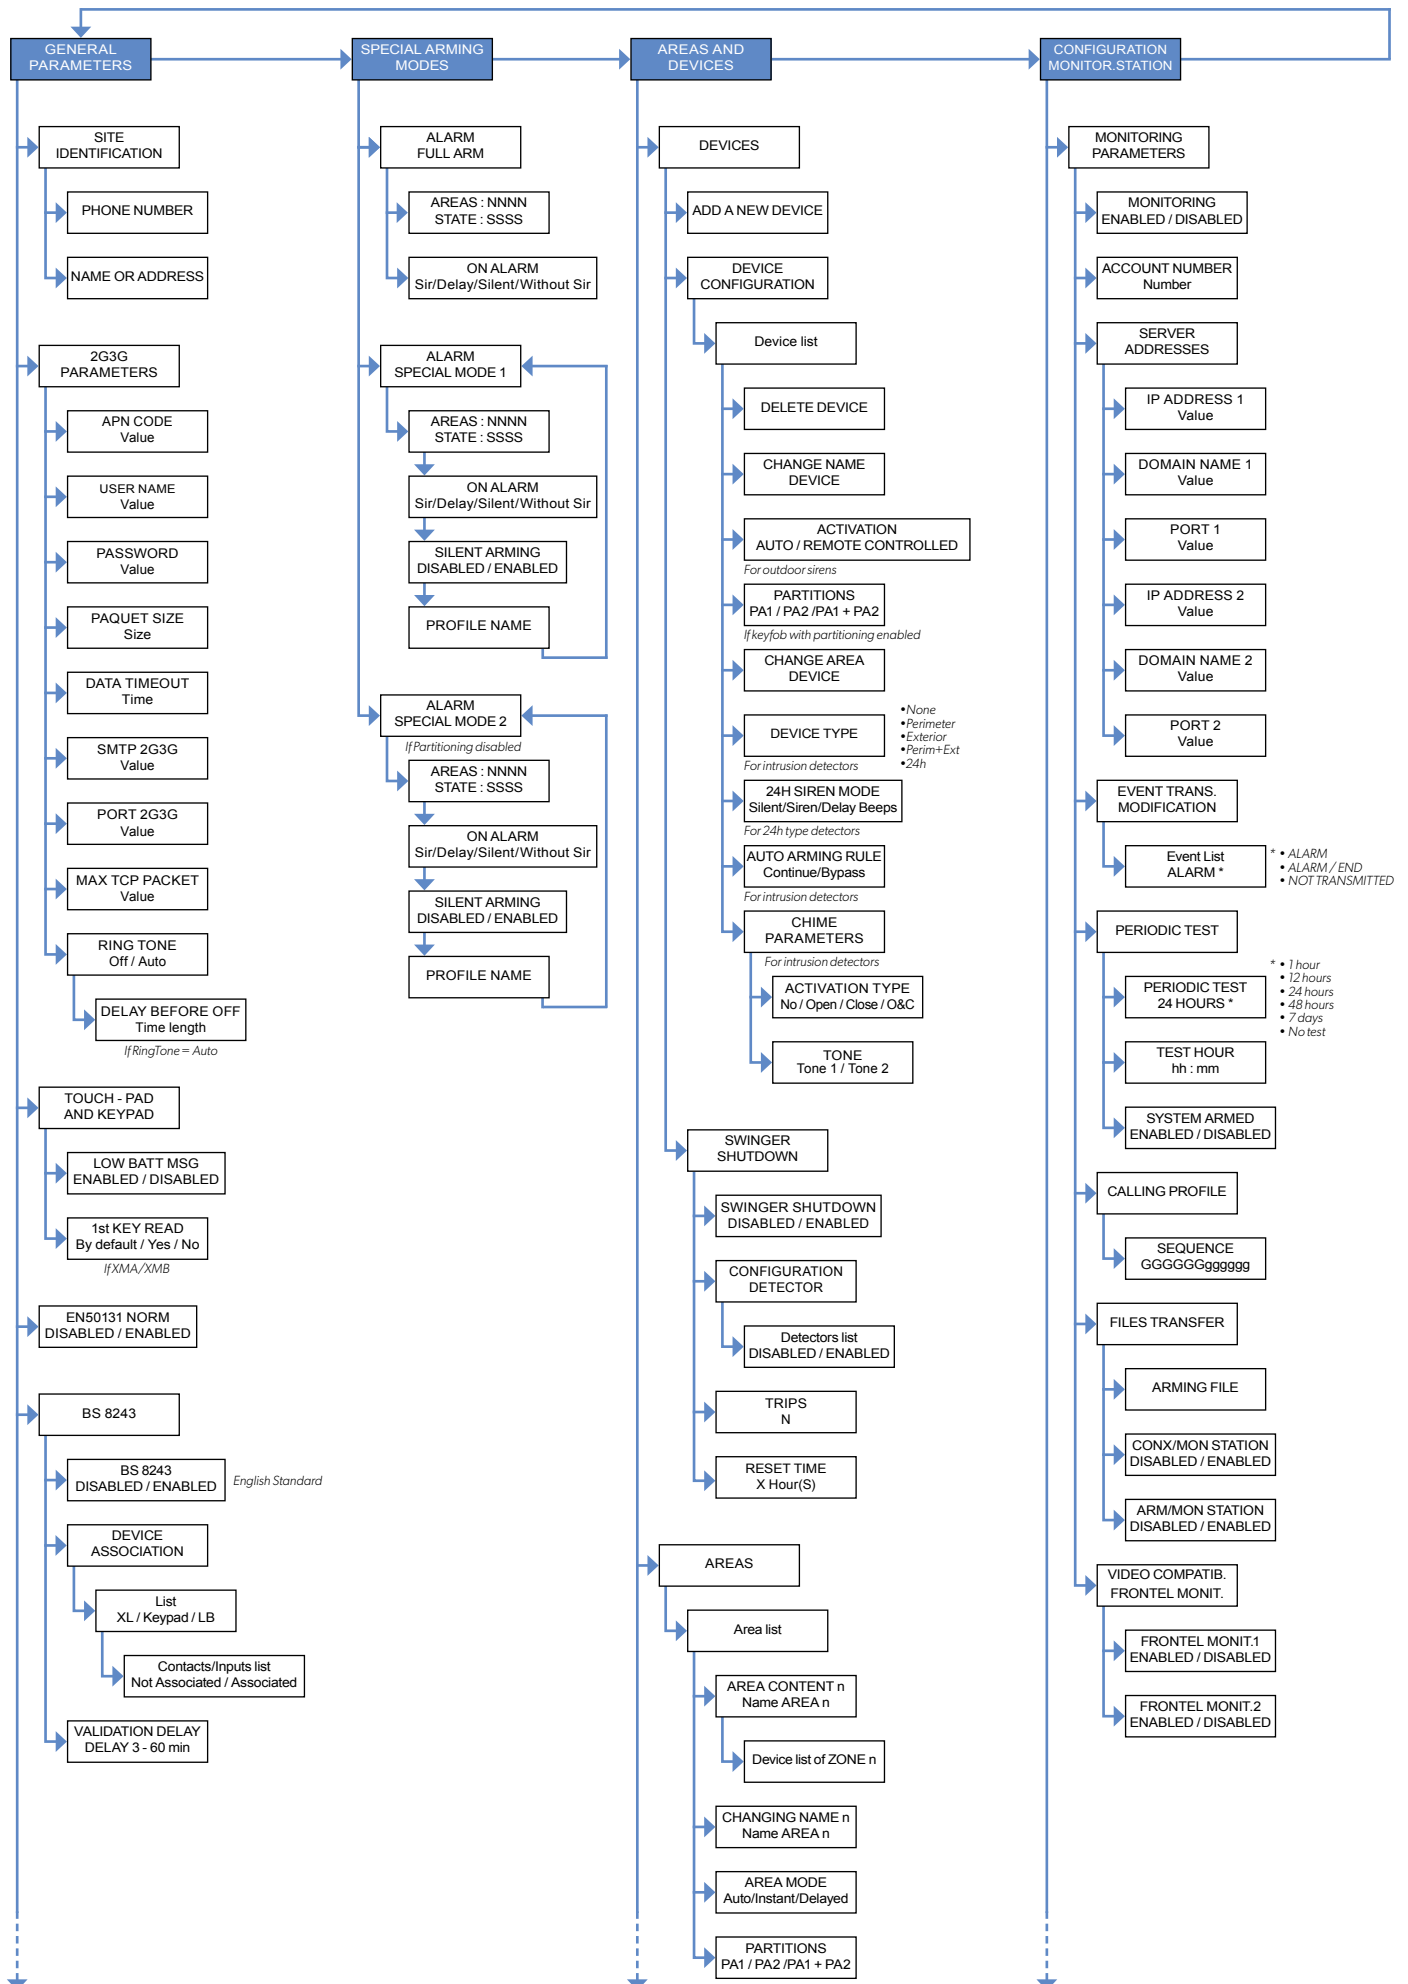 GENERAL
PARAMETERS
SITE
IDENTIFICATION
PHONE NUMBER
NAME OR ADDRESS
2G3G
PARAMETERS
APN CODE
Value
USER NAME
Value
PASSWORD
Value
PAQUET SIZE
Size
DATA TIMEOUT
Time
SMTP 2G3G
Value
PORT 2G3G
Value
MAX TCP PACKET
Value
RING TONE
Off / Auto
DELAY BEFORE OFF
Time length
If RingTone = Auto
TOUCH - PAD
AND KEYPAD
LOW BATT MSG
ENABLED / DISABLED
1st KEY READ
By default / Yes / No
If XMA/XMB
EN50131 NORM
DISABLED / ENABLED
BS 8243
BS 8243
DISABLED / ENABLED
English Standard
DEVICE
ASSOCIATION
List
XL / Keypad / LB
Contacts/Inputs list
Not Associated / Associated
VALIDATION DELAY
DELAY 3 - 60 min
SPECIAL ARMING
MODES
ALARM
FULL ARM
AREAS : NNNN
STATE : SSSS
ON ALARM
Sir/Delay/Silent/Without Sir
ALARM
SPECIAL MODE 1
AREAS : NNNN
STATE : SSSS
ON ALARM
Sir/Delay/Silent/Without Sir
SILENT ARMING
DISABLED / ENABLED
PROFILE NAME
ALARM
SPECIAL MODE 2
If Partitioning disabled
AREAS : NNNN
STATE : SSSS
ON ALARM
Sir/Delay/Silent/Without Sir
SILENT ARMING
DISABLED / ENABLED
PROFILE NAME
AREAS AND
DEVICES
DEVICES
ADD A NEW DEVICE
DEVICE
CONFIGURATION
Device list
DELETE DEVICE
CHANGE NAME
DEVICE
ACTIVATION
AUTO / REMOTE CONTROLLED
For outdoor sirens
PARTITIONS
PA1 / PA2 /PA1 + PA2
If keyfob with partitioning enabled
CHANGE AREA
DEVICE
DEVICE TYPE
• None
• Perimeter
• Exterior
• Perim+Ext
• 24h
For intrusion detectors
24H SIREN MODE
Silent/Siren/Delay Beeps
For 24h type detectors
AUTO ARMING RULE
Continue/Bypass
For intrusion detectors
CHIME
PARAMETERS
For intrusion detectors
ACTIVATION TYPE
No / Open / Close / O&C
TONE
Tone 1 / Tone 2
SWINGER
SHUTDOWN
SWINGER SHUTDOWN
DISABLED / ENABLED
CONFIGURATION
DETECTOR
Detectors list
DISABLED / ENABLED
TRIPS
N
RESET TIME
X Hour(S)
AREAS
Area list
AREA CONTENT n
Name AREA n
Device list of ZONE n
CHANGING NAME n
Name AREA n
AREA MODE
Auto/Instant/Delayed
PARTITIONS
PA1 / PA2 /PA1 + PA2
CONFIGURATION
MONITOR.STATION
MONITORING
PARAMETERS
MONITORING
ENABLED / DISABLED
ACCOUNT NUMBER
Number
SERVER
ADDRESSES
IP ADDRESS 1
Value
DOMAIN NAME 1
Value
PORT 1
Value
IP ADDRESS 2
Value
DOMAIN NAME 2
Value
PORT 2
Value
EVENT TRANS.
MODIFICATION
Event List
ALARM *
* • ALARM
• ALARM / END
• NOT TRANSMITTED
PERIODIC TEST
PERIODIC TEST
24 HOURS *
* • 1 hour
• 12 hours
• 24 hours
• 48 hours
• 7 days
• No test
TEST HOUR
hh : mm
SYSTEM ARMED
ENABLED / DISABLED
CALLING PROFILE
SEQUENCE
GGGGGGgggggg
FILES TRANSFER
ARMING FILE
CONX/MON STATION
DISABLED / ENABLED
ARM/MON STATION
DISABLED / ENABLED
VIDEO COMPATIB.
FRONTEL MONIT.
FRONTEL MONIT.1
ENABLED / DISABLED
FRONTEL MONIT.2
ENABLED / DISABLED